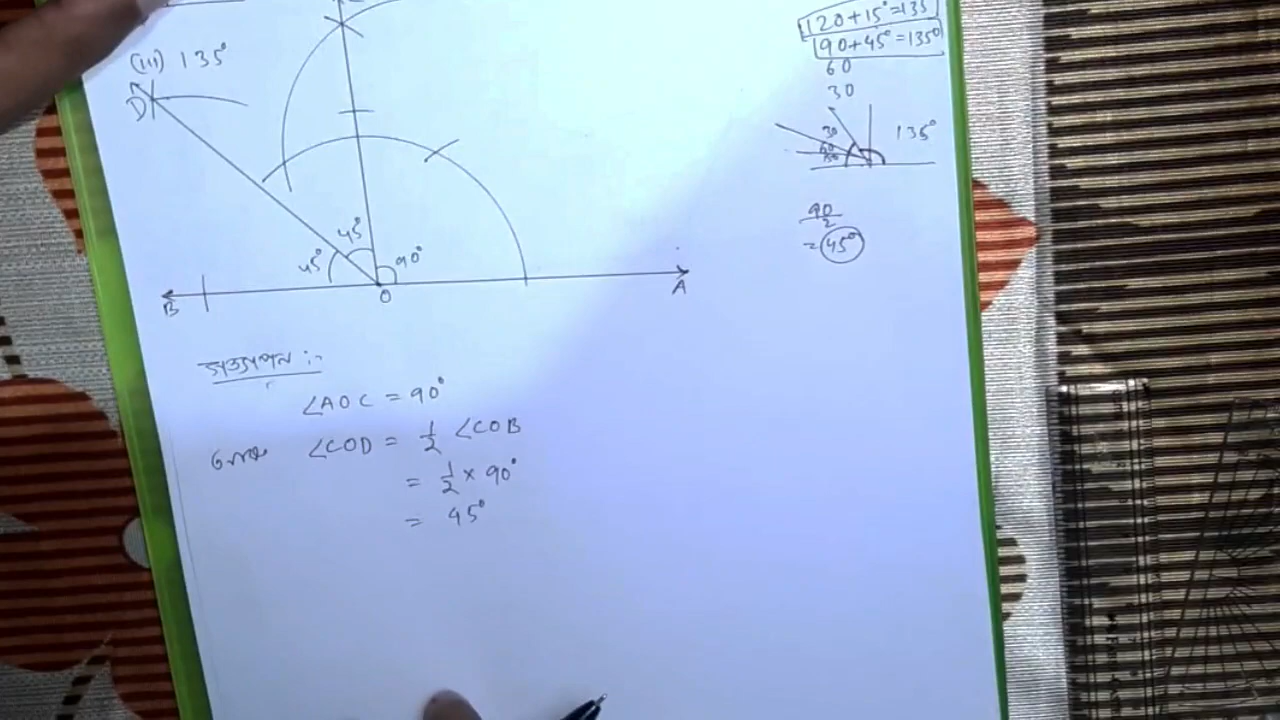 (iii) 135°
D
45°
45°
90°
B
O
A
120+15°=135
90+45°=135°
60
30
30
135°
90
2
=45°
∠AOC = 90°
∠COD = 1/2 ∠COB
= 1/2 × 90°
= 45°